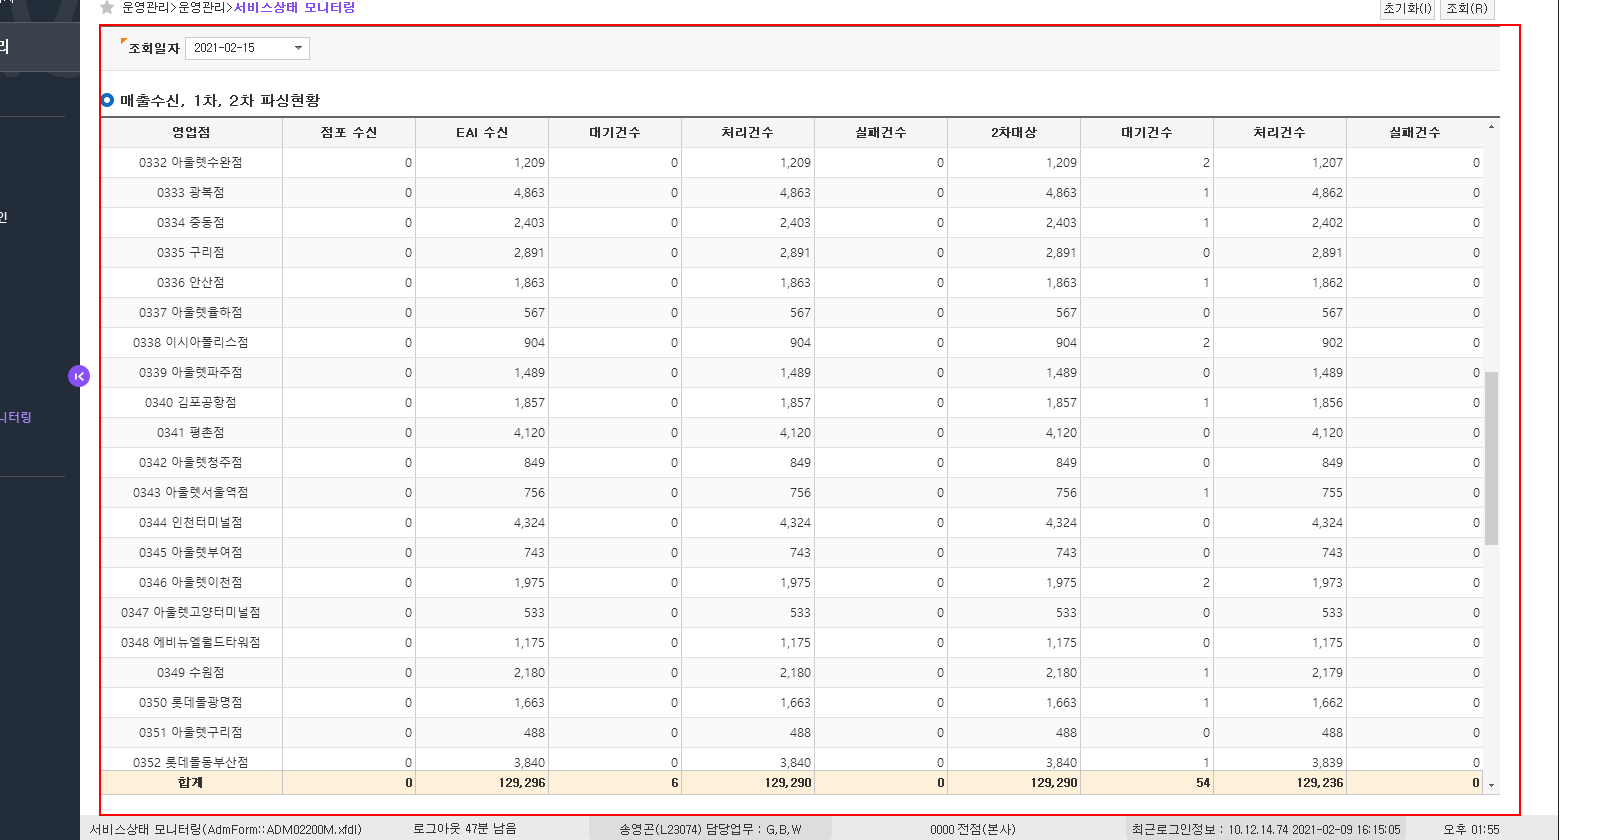 운영관리>운영관리>서비스상태 모니터링
초기화(I) 조회(R)
리
조회일자 2021-02-15
매출수신, 1차, 2차 파싱현황
영업점 점포 수신 EAI 수신 대기건수 처리건수 실패건수 2차대상 대기건수 처리건수 실패건수
0332 아울렛수완점 0 1,209 0 1,209 0 1,209 2 1,207 0
0333 광복점 0 4,863 0 4,863 0 4,863 1 4,862 0
인
0334 중동점 0 2,403 0 2,403 0 2,403 1 2,402 0
0335 구리점 0 2,891 0 2,891 0 2,891 0 2,891 0
0336 안산점 0 1,863 0 1,863 0 1,863 1 1,862 0
0337 아울렛율하점 0 567 0 567 0 567 0 567 0
0338 이시아폴리스점 0 904 0 904 0 904 2 902 0
0339 아울렛파주점 0 1,489 0 1,489 0 1,489 0 1,489 0
0340 김포공항점 0 1,857 0 1,857 0 1,857 1 1,856 0
니터링
0341 평촌점 0 4,120 0 4,120 0 4,120 0 4,120 0
0342 아울렛청주점 0 849 0 849 0 849 0 849 0
0343 아울렛서울역점 0 756 0 756 0 756 1 755 0
0344 인천터미널점 0 4,324 0 4,324 0 4,324 0 4,324 0
0345 아울렛부여점 0 743 0 743 0 743 0 743 0
0346 아울렛이천점 0 1,975 0 1,975 0 1,975 2 1,973 0
0347 아울렛고양터미널점 0 533 0 533 0 533 0 533 0
0348 에비뉴엘월드타워점 0 1,175 0 1,175 0 1,175 0 1,175 0
0349 수원점 0 2,180 0 2,180 0 2,180 1 2,179 0
0350 롯데몰광명점 0 1,663 0 1,663 0 1,663 1 1,662 0
0351 아울렛구리점 0 488 0 488 0 488 0 488 0
0352 롯데몰동부산점 0 3,840 0 3,840 0 3,840 1 3,839 0
합계 0 129,296 6 129,290 0 129,290 54 129,236 0
서비스상태 모니터링(AdmForm::ADM02200M.xfdl) 로그아웃 47분 남음 송영곤(L23074) 담당업무 : G,B,W 0000 전점(본사) 최근로그인정보 : 10.12.14.74 2021-02-09 16:15:05 오후 01:55